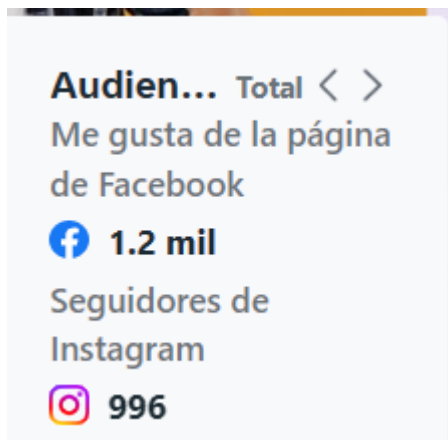 Audien... Total
Me gusta de la página
de Facebook
1.2 mil
Seguidores de
Instagram
996